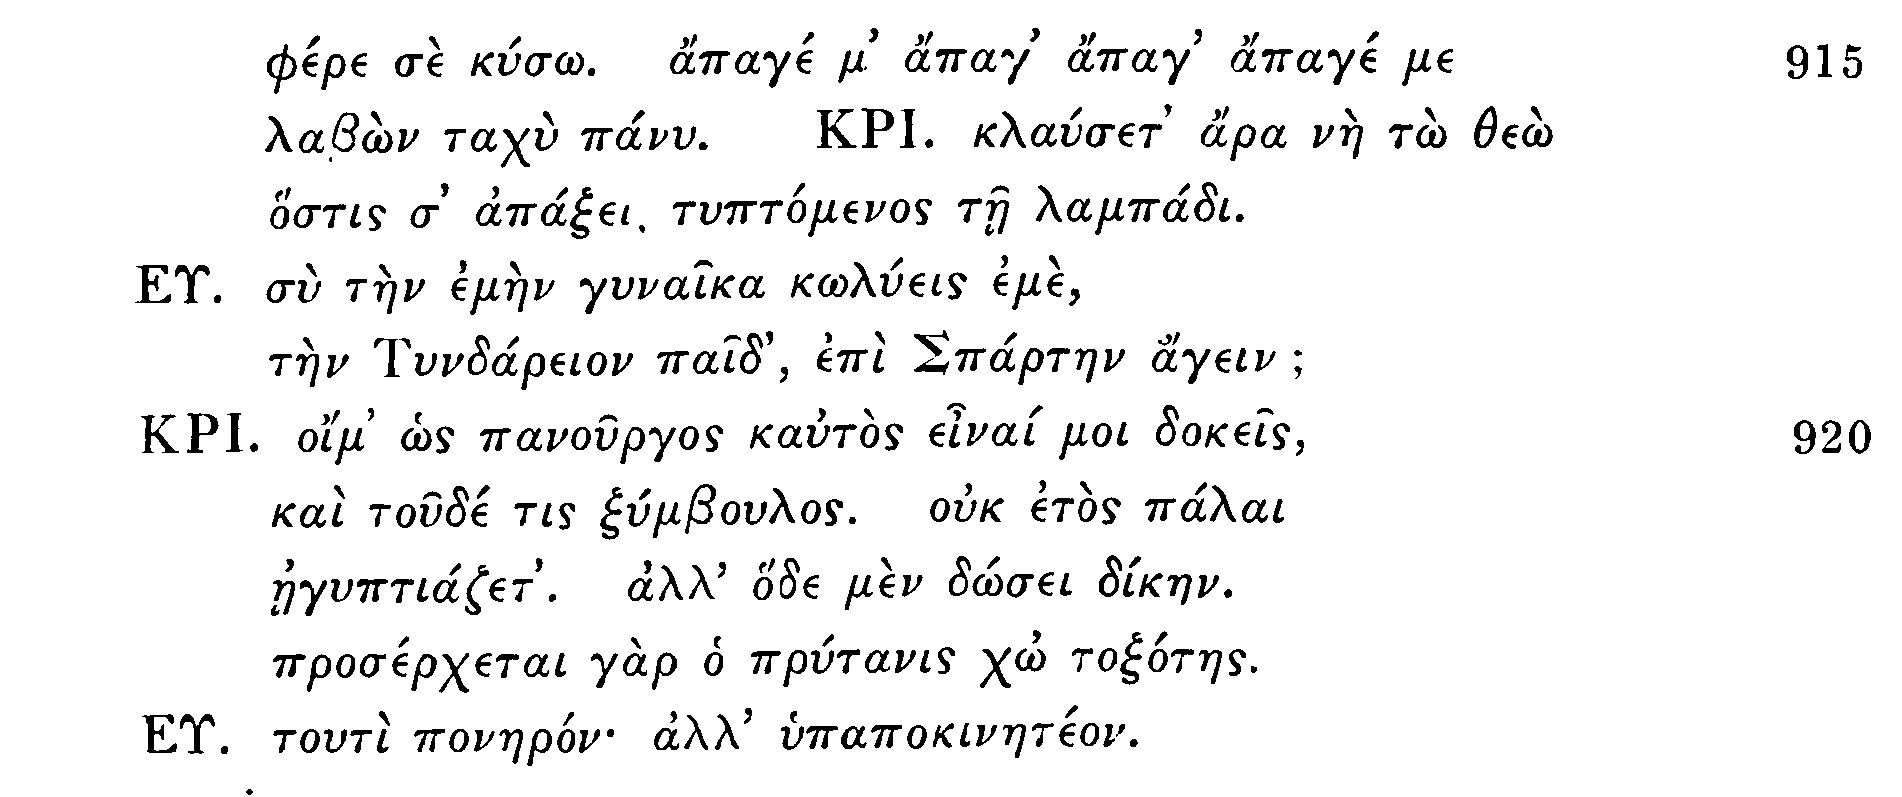 φέρε σὲ κύσω. ἄπαγέ μ’ ἄπαγ’ ἄπαγ’ ἄπαγέ με 915
λαβὼν ταχὺ πάνυ. ΚΡΙ. κλαύσετ’ ἄρα νὴ τὼ θεὼ
ὅστις σ’ ἀπάξει, τυπτόμενος τῇ λαμπάδι.
ΕΥ. σὺ τὴν ἐμὴν γυναῖκα κωλύεις ἐμὲ,
τὴν Τυνδάρειον παῖδ’, ἐπὶ Σπάρτην ἄγειν ;
ΚΡΙ. οἴμ’ ὡς πανοῦργος καὐτὸς εἶναί μοι δοκεῖς, 920
καὶ τοῦδέ τις ξύμβουλος. οὐκ ἐτὸς πάλαι
ᾐγυπτιάζετ’. ἀλλ’ ὅδε μὲν δώσει δίκην.
προσέρχεται γὰρ ὁ πρύτανις χὠ τοξότης.
ΕΥ. τουτὶ πονηρόν· ἀλλ’ ὑπαποκινητέον.